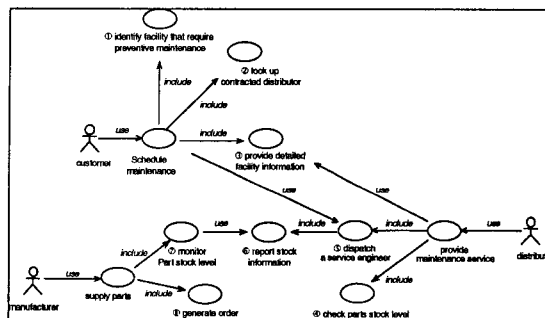 ① identify facility that require
preventive maintenance
② look up
contracted distributor
include
include
use
include
customer
Schedule
maintenance
③ provide detailed
facility information
use
use
include
use
include
include
use
⑦ monitor
Part stock level
⑥ report stock
information
⑤ dispatch
a service engineer
provide
maintenance service
distribut
use
include
include
manufacturer
supply parts
include
⑧ generate order
④ check parts stock level